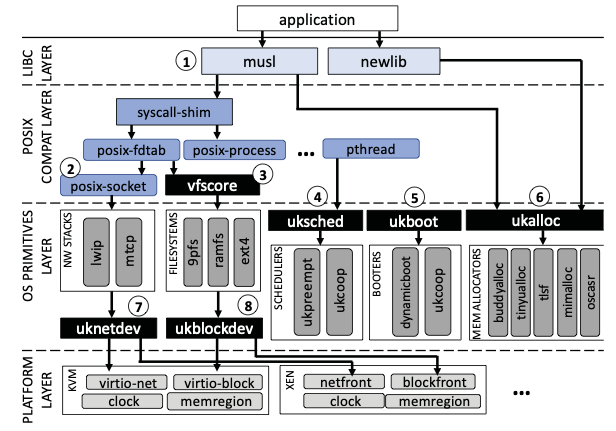 application
LIBC
LAYER
1
musl
newlib
POSIX
COMPAT LAYER
syscall-shim
posix-fdtab
posix-process
...
pthread
2
posix-socket
vfscore
3
4
5
6
OS PRIMITIVES
LAYER
uksched
ukboot
ukalloc
NW STACKS
lwip
mtcp
FILESYSTEMS
9pfs
ramfs
ext4
SCHEDULERS
ukpreempt
ukcoop
BOOTERS
dynamicboot
ukcoop
MEM ALLOCATORS
buddyalloc
tinyualloc
tlsf
mimalloc
oscasr
7
8
uknetdev
ukblockdev
PLATFORM
LAYER
KVM
virtio-net
virtio-block
clock
memregion
XEN
netfront
blockfront
clock
memregion
...